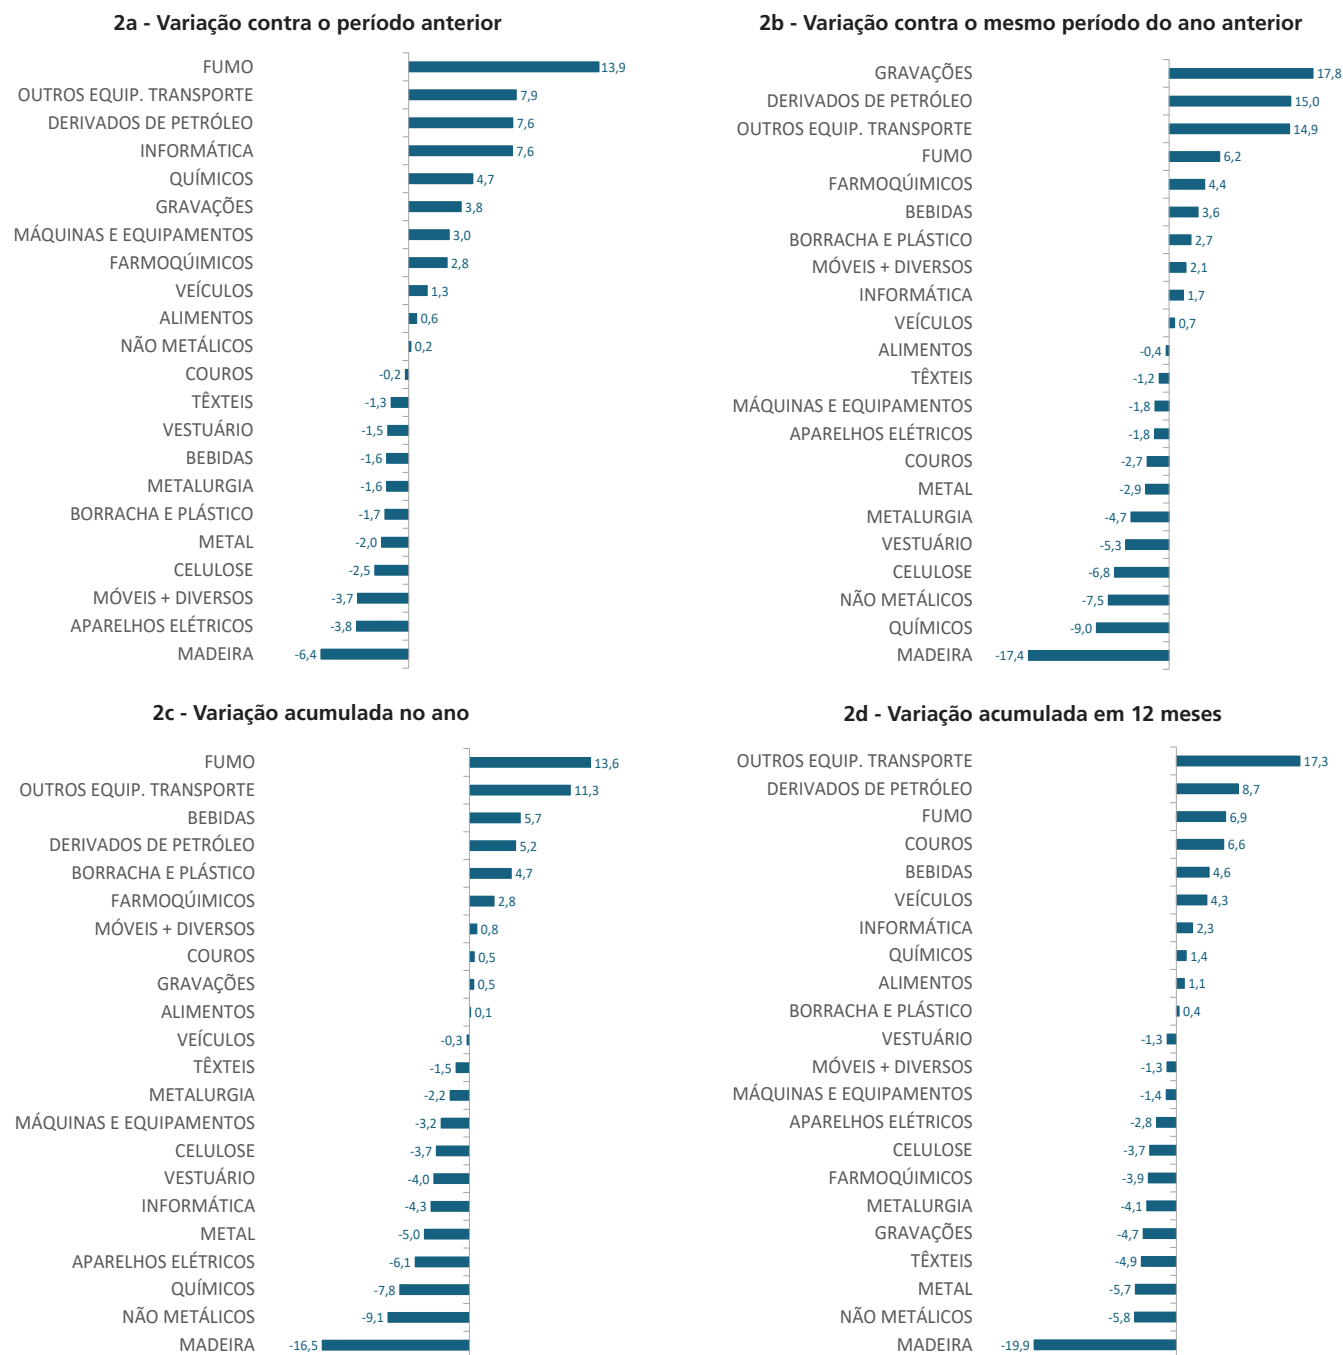 2a - Variação contra o período anterior
FUMO 13,9
OUTROS EQUIP. TRANSPORTE 7,9
DERIVADOS DE PETRÓLEO 7,6
INFORMÁTICA 7,6
QUÍMICOS 4,7
GRAVAÇÕES 3,8
MÁQUINAS E EQUIPAMENTOS 3,0
FARMOQÚIMICOS 2,8
VEÍCULOS 1,3
ALIMENTOS 0,6
NÃO METÁLICOS 0,2
COUROS -0,2
TÊXTEIS -1,3
VESTUÁRIO -1,5
BEBIDAS -1,6
METALURGIA -1,6
BORRACHA E PLÁSTICO -1,7
METAL -2,0
CELULOSE -2,5
MÓVEIS + DIVERSOS -3,7
APARELHOS ELÉTRICOS -3,8
MADEIRA -6,4
2b - Variação contra o mesmo período do ano anterior
GRAVAÇÕES 17,8
DERIVADOS DE PETRÓLEO 15,0
OUTROS EQUIP. TRANSPORTE 14,9
FUMO 6,2
FARMOQÚIMICOS 4,4
BEBIDAS 3,6
BORRACHA E PLÁSTICO 2,7
MÓVEIS + DIVERSOS 2,1
INFORMÁTICA 1,7
VEÍCULOS 0,7
ALIMENTOS -0,4
TÊXTEIS -1,2
MÁQUINAS E EQUIPAMENTOS -1,8
APARELHOS ELÉTRICOS -1,8
COUROS -2,7
METAL -2,9
METALURGIA -4,7
VESTUÁRIO -5,3
CELULOSE -6,8
NÃO METÁLICOS -7,5
QUÍMICOS -9,0
MADEIRA -17,4
2c - Variação acumulada no ano
FUMO 13,6
OUTROS EQUIP. TRANSPORTE 11,3
BEBIDAS 5,7
DERIVADOS DE PETRÓLEO 5,2
BORRACHA E PLÁSTICO 4,7
FARMOQÚIMICOS 2,8
MÓVEIS + DIVERSOS 0,8
COUROS 0,5
GRAVAÇÕES 0,5
ALIMENTOS 0,1
VEÍCULOS -0,3
TÊXTEIS -1,5
METALURGIA -2,2
MÁQUINAS E EQUIPAMENTOS -3,2
CELULOSE -3,7
VESTUÁRIO -4,0
INFORMÁTICA -4,3
METAL -5,0
APARELHOS ELÉTRICOS -6,1
QUÍMICOS -7,8
NÃO METÁLICOS -9,1
MADEIRA -16,5
2d - Variação acumulada em 12 meses
OUTROS EQUIP. TRANSPORTE 17,3
DERIVADOS DE PETRÓLEO 8,7
FUMO 6,9
COUROS 6,6
BEBIDAS 4,6
VEÍCULOS 4,3
INFORMÁTICA 2,3
QUÍMICOS 1,4
ALIMENTOS 1,1
BORRACHA E PLÁSTICO 0,4
VESTUÁRIO -1,3
MÓVEIS + DIVERSOS -1,3
MÁQUINAS E EQUIPAMENTOS -1,4
APARELHOS ELÉTRICOS -2,8
CELULOSE -3,7
FARMOQÚIMICOS -3,9
METALURGIA -4,1
GRAVAÇÕES -4,7
TÊXTEIS -4,9
METAL -5,7
NÃO METÁLICOS -5,8
MADEIRA -19,9